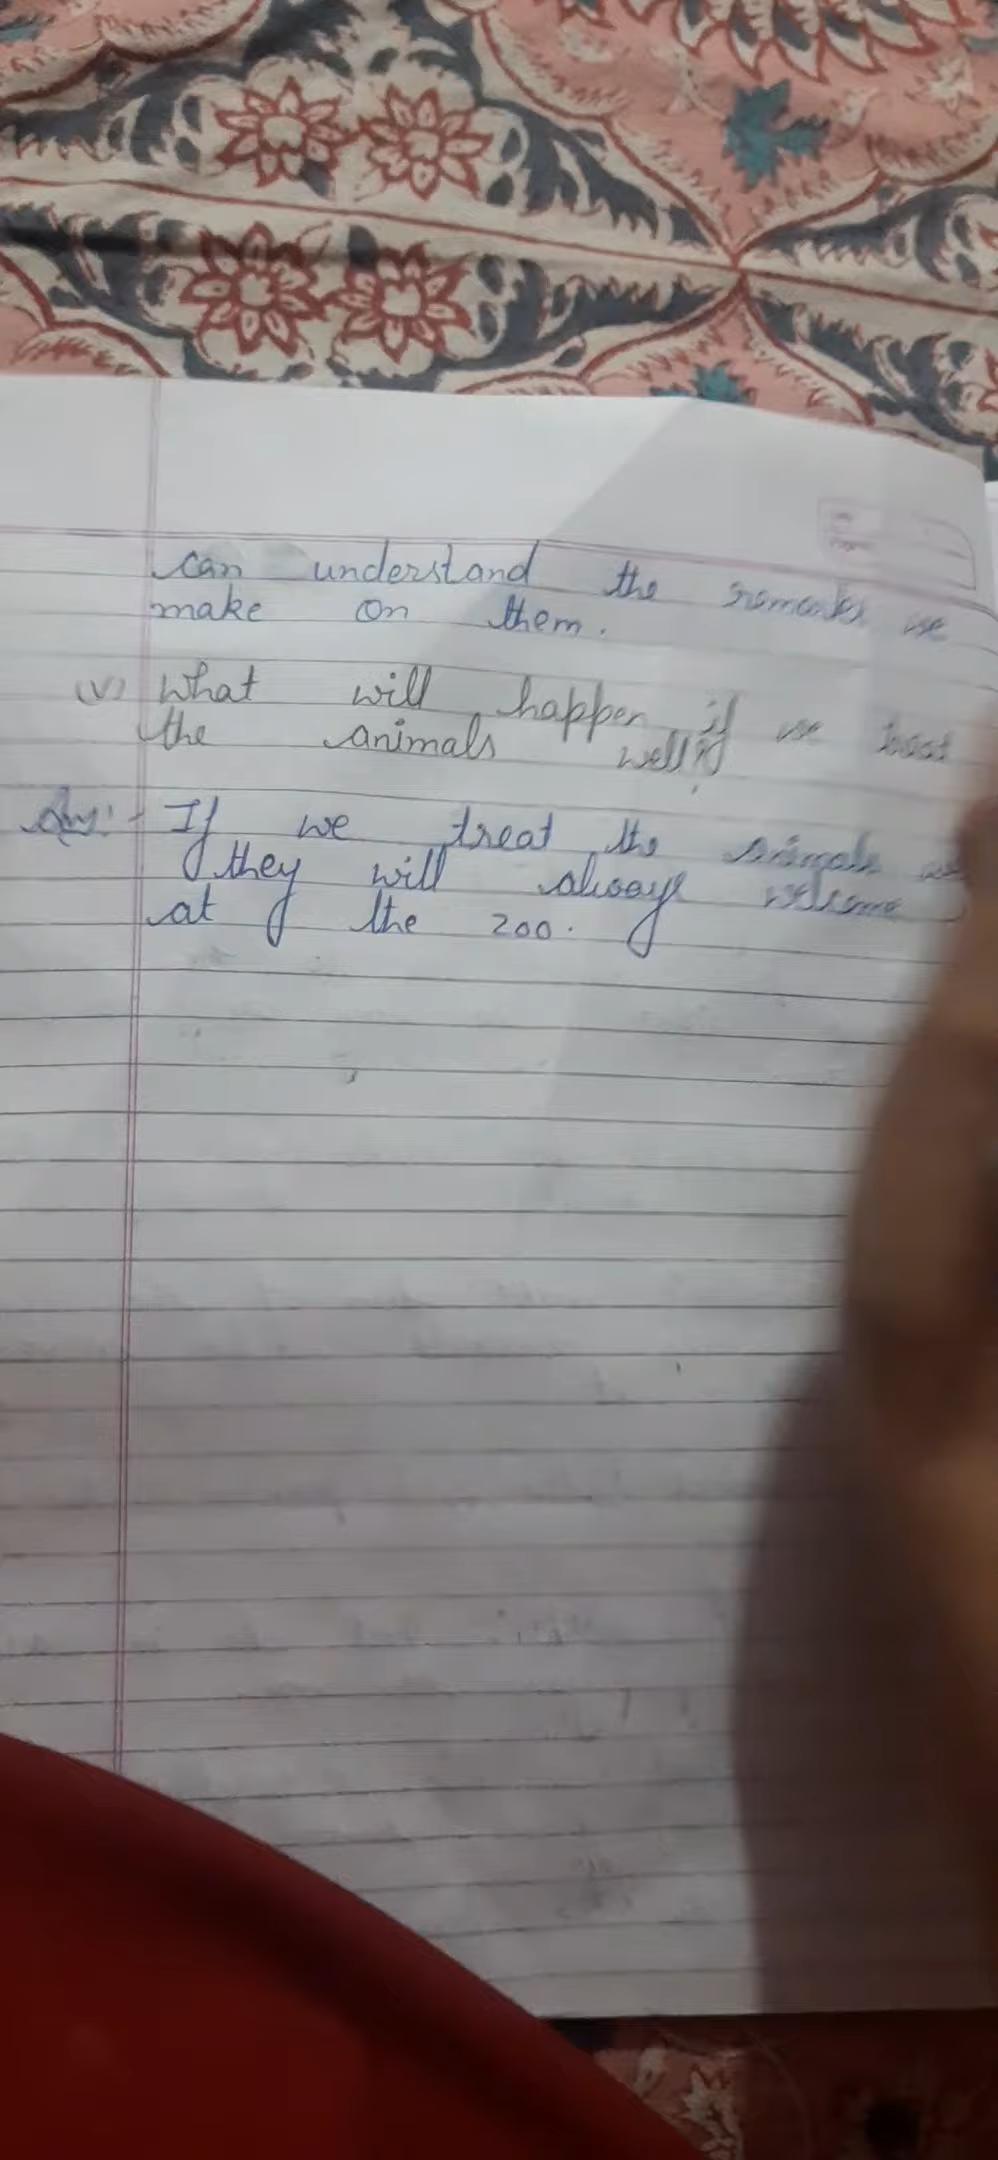 can understand the remarks we
make on them.
(V) What will happen if we treat
the animals well?
Ans:- If we treat the animals
they will always welcome
at the zoo.